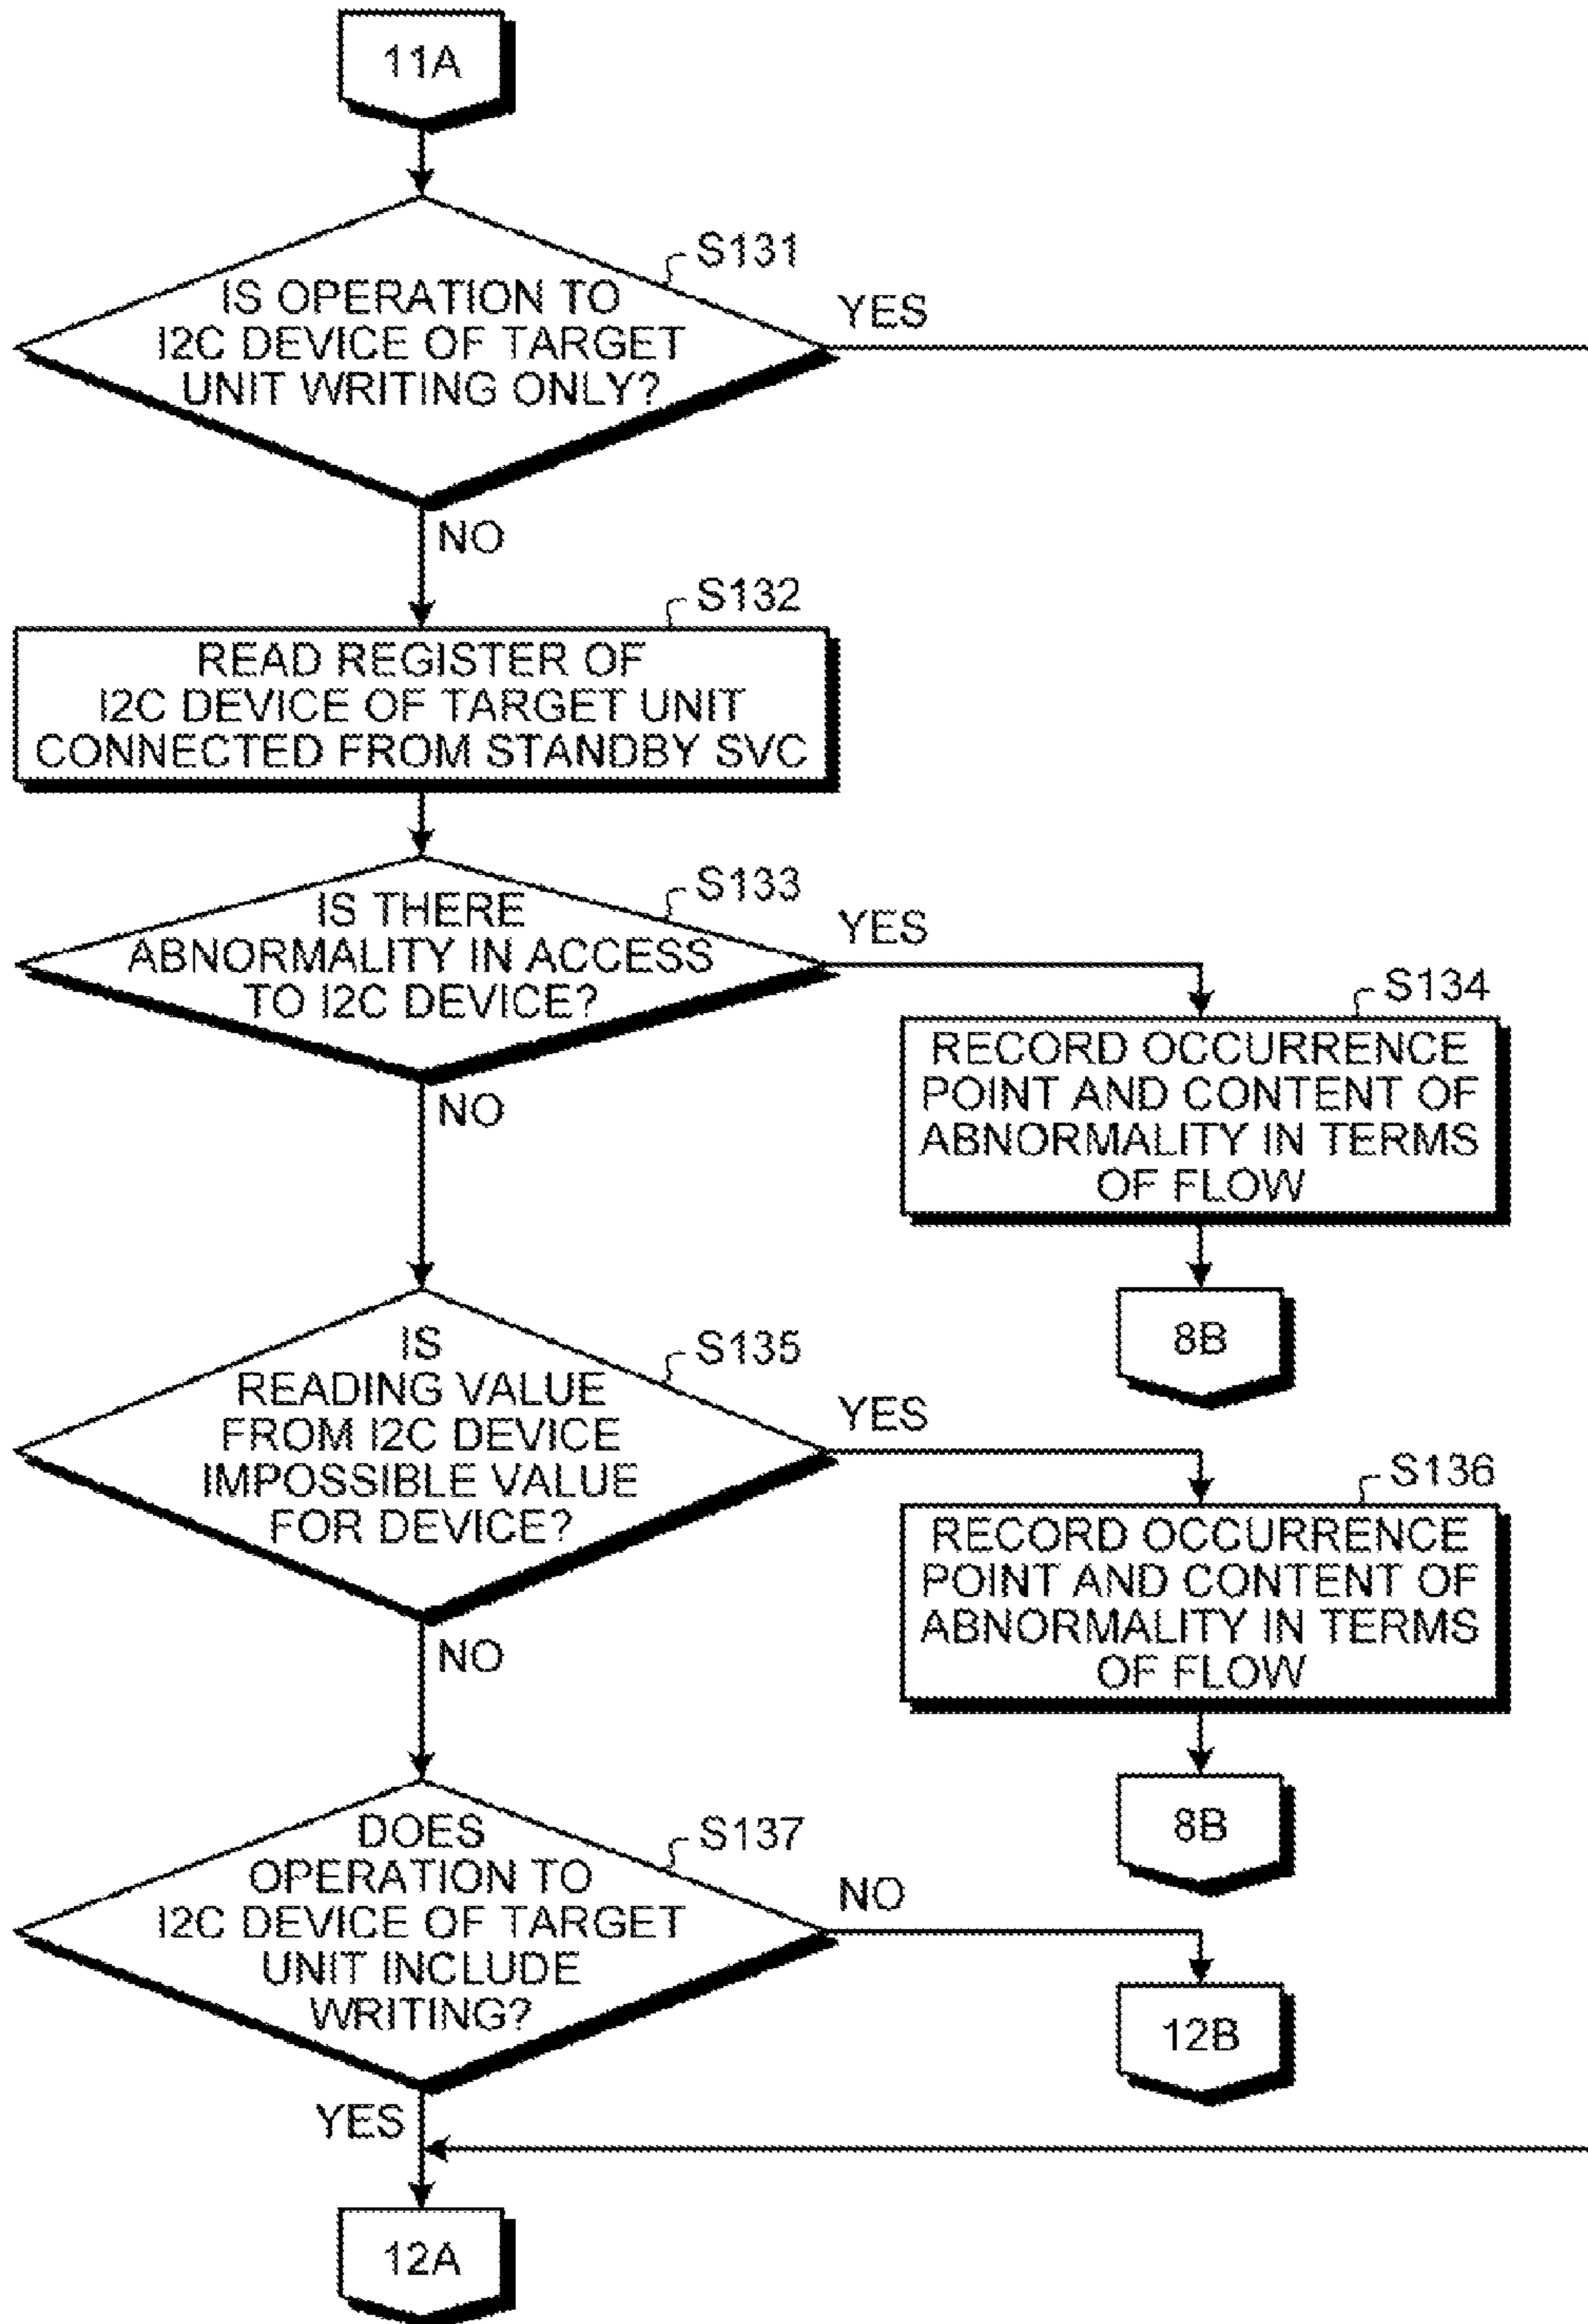 11A
S131
IS OPERATION TO
I2C DEVICE OF TARGET
UNIT WRITING ONLY?
YES
NO
S132
READ REGISTER OF
I2C DEVICE OF TARGET UNIT
CONNECTED FROM STANDBY SVC
S133
IS THERE
ABNORMALITY IN ACCESS
TO I2C DEVICE?
YES
NO
S134
RECORD OCCURRENCE
POINT AND CONTENT OF
ABNORMALITY IN TERMS
OF FLOW
8B
S135
IS
READING VALUE
FROM I2C DEVICE
IMPOSSIBLE VALUE
FOR DEVICE?
YES
NO
S136
RECORD OCCURRENCE
POINT AND CONTENT OF
ABNORMALITY IN TERMS
OF FLOW
8B
S137
DOES
OPERATION TO
I2C DEVICE OF TARGET
UNIT INCLUDE
WRITING?
NO
12B
YES
12A